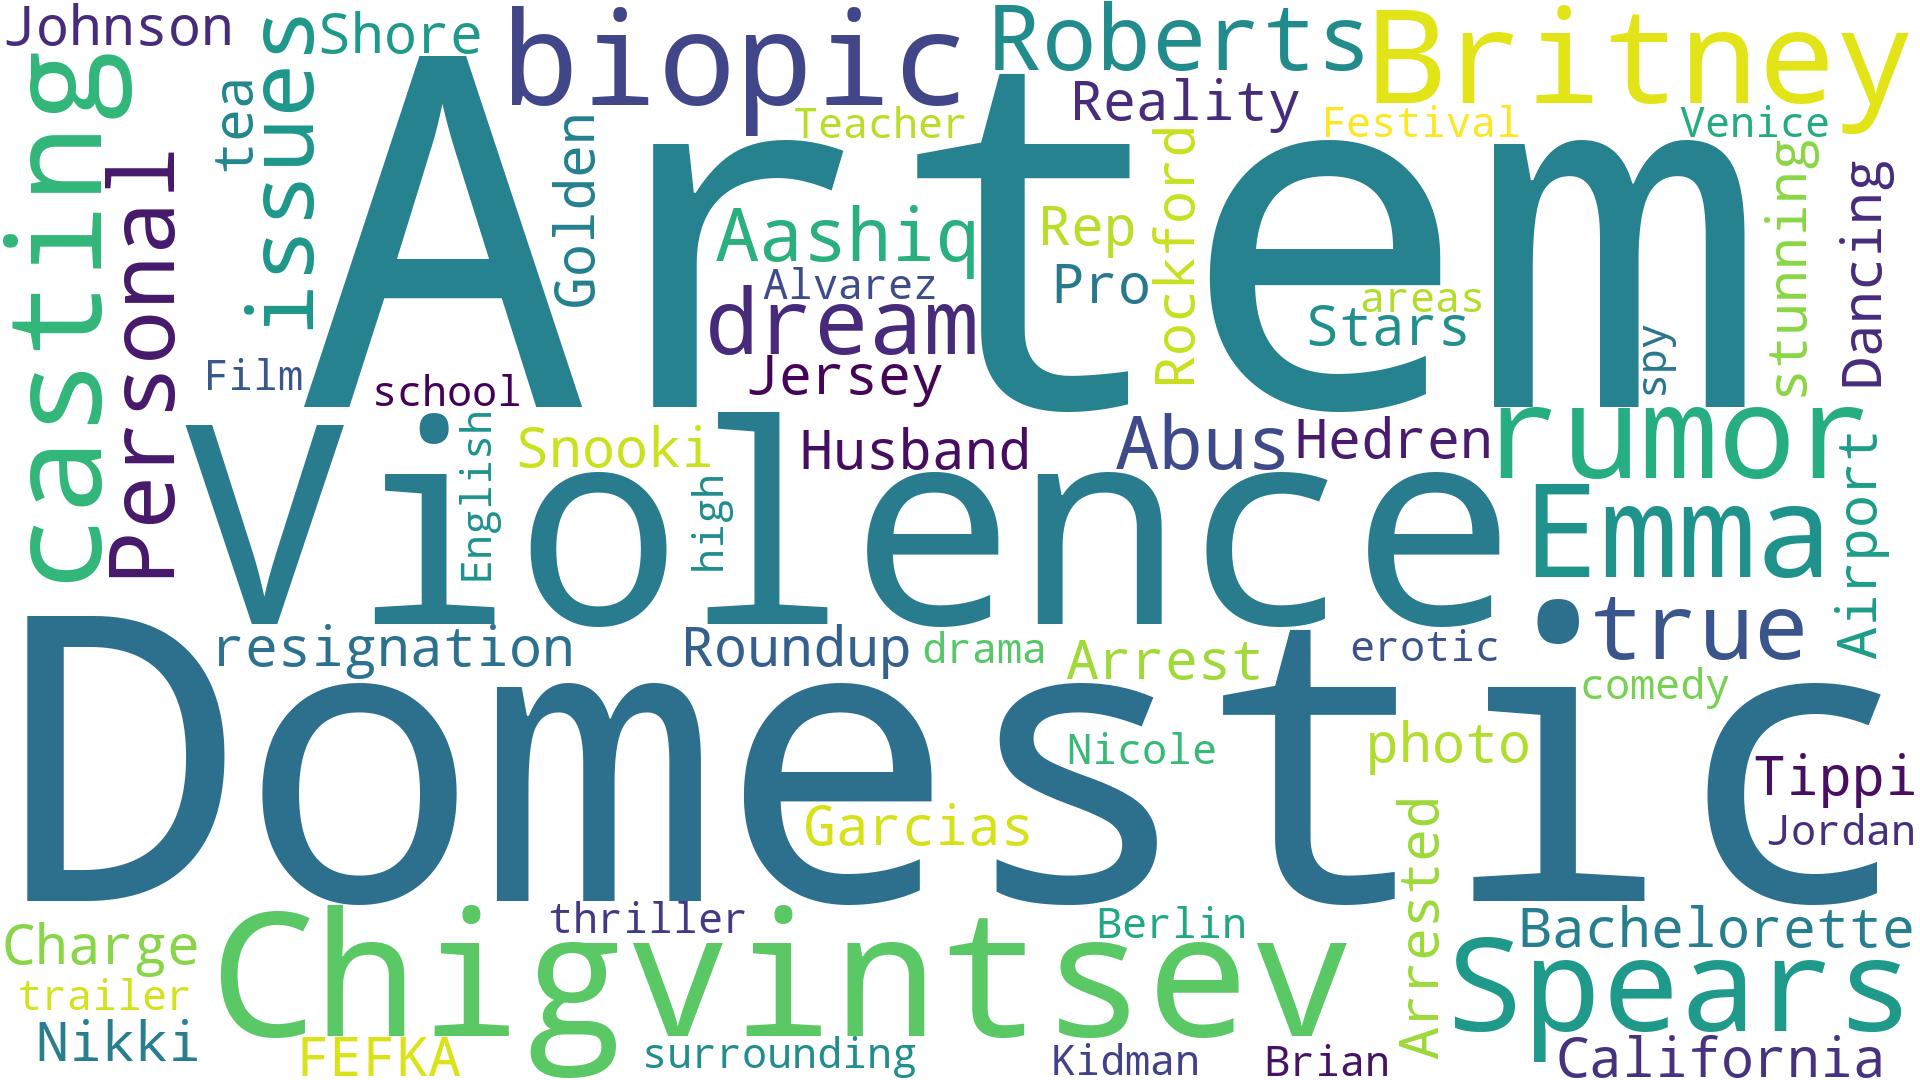 Johnson
Shore
biopic
Roberts
Britney
casting
Personal
tea
issues
Artem
Golden
Teacher
Reality
Festival
Venice
Aashiq
Rep
Rockford
stunning
Dancing
Alvarez
Pro
areas
dream
Stars
spy
Film
school
Jersey
violence
English
Snooki
high
Husband
Abus
Hedren
rumor
Airport
Emma
•
true
resignation
Roundup
drama
Arrest
erotic
comedy
Domestic
Nicole
photo
Tippi
Garcias
Jordan
Arrested
Charge
Chigvintsev
thriller
Berlin
Bachelorette
Spears
trailer
Nikki
FEFKA
surrounding
Kidman
Brian
California